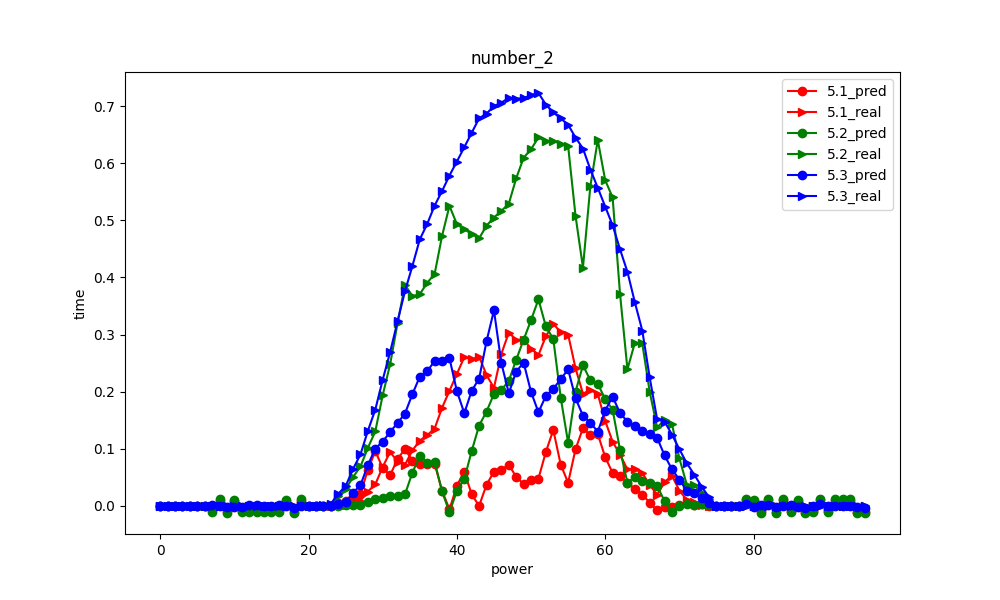 number_2
5.1_pred
5.1_real
5.2_pred
5.2_real
5.3_pred
5.3_real
time
0.7
0.6
0.5
0.4
0.3
0.2
0.1
0.0
0 20 40 60 80
power